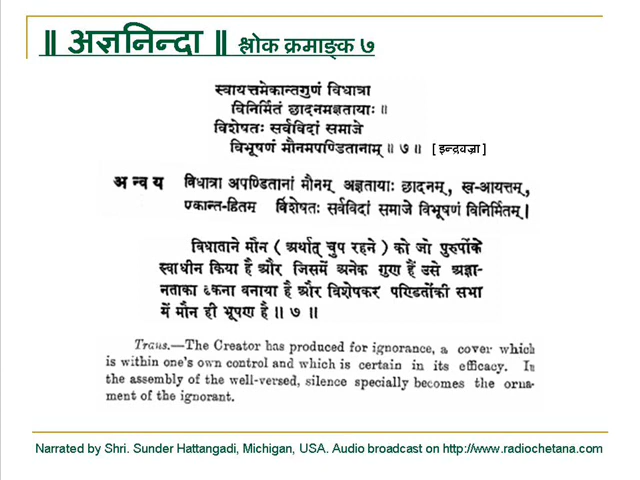 ॥ अज्ञनिन्दा ॥ श्लोक क्रमाङ्क ७
स्वायत्तमेकान्तगुणं विधात्रा
विनिर्मितं छादनमज्ञतायाः ॥
विशेषतः सर्वविदां समाजे
विभूषणं मौनमपण्डितानाम् ॥ ७ ॥ [ इन्द्रवज्रा ]
अन्वय विधात्रा अपण्डितानां मौनम् अज्ञतायाः छादनम्, स्व-आयत्तम्,
एकान्त-हितम् विशेषतः सर्वविदां समाजे विभूषणं विनिर्मितम्।
विधाताने मौन ( अर्थात् चुप रहने ) को जो पुरुषोंके
स्वाधीन किया है और जिसमें अनेक गुण हैं उसे अज्ञा-
नताका ढकना बनाया है और विशेषकर पण्डितोंकी सभा
में मौन ही भूषण है ॥ ७ ॥
Trans.—The Creator has produced for ignorance, a cover which
is within one's own control and which is certain in its efficacy. In
the assembly of the well-versed, silence specially becomes the orna-
ment of the ignorant.
Narrated by Shri. Sunder Hattangadi, Michigan, USA. Audio broadcast on http://www.radiochetana.com